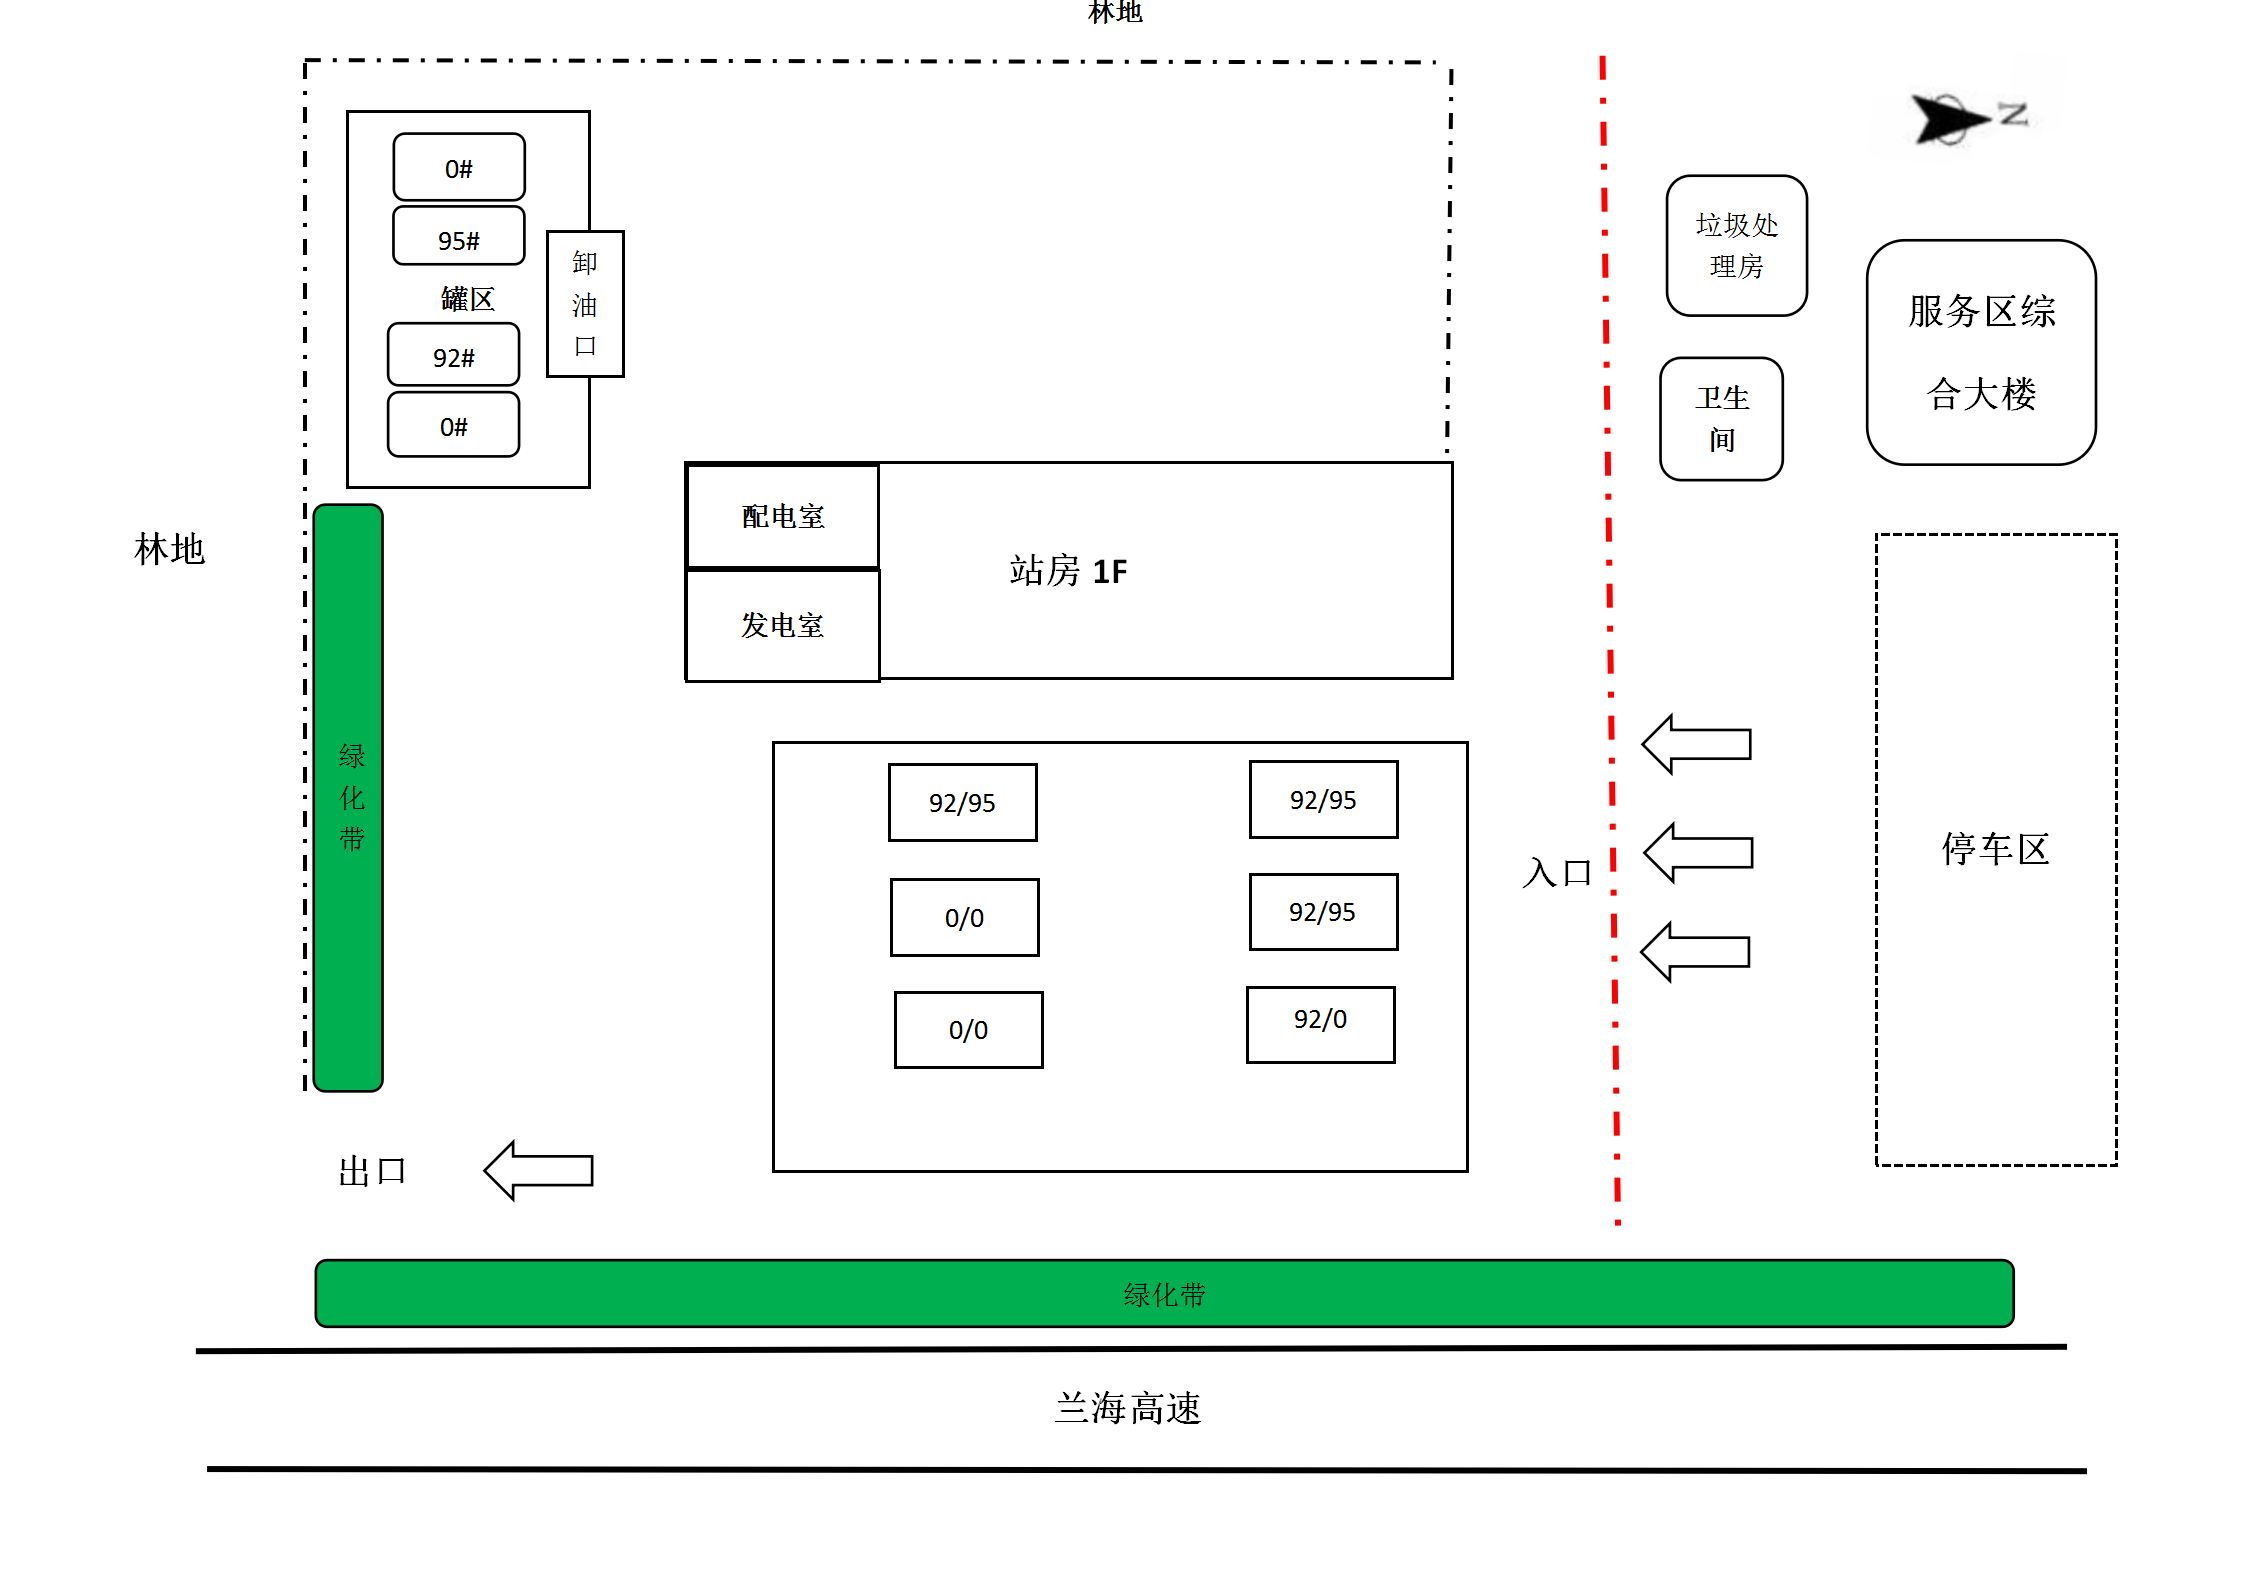 林地
N
0#
95#
罐区
92#
0#
卸
油
口
垃圾处
理房
卫生
间
服务区综
合大楼
林地
配电室
发电室
站房 1F
绿
化
带
92/95
92/95
0/0
92/95
0/0
92/0
入口
停车区
出口
绿化带
兰海高速